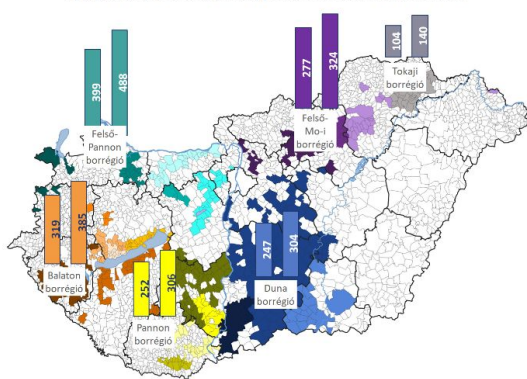 399
488
Felső-
Pannon
borrégió
277
324
Felső-
Mo-i
borrégió
104
140
Tokaji
borrégió
319
385
Balaton
borrégió
252
306
Pannon
borrégió
247
304
Duna
borrégió